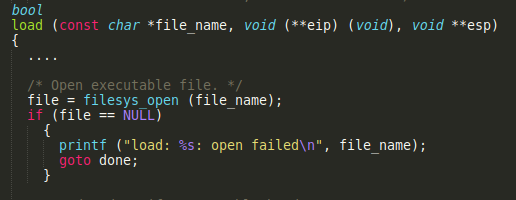 bool
load (const char *file_name, void (**eip) (void), void **esp)
{
  ....

  /* Open executable file. */
  file = filesys_open (file_name);
  if (file == NULL)
    {
      printf ("load: %s: open failed\n", file_name);
      goto done;
    }